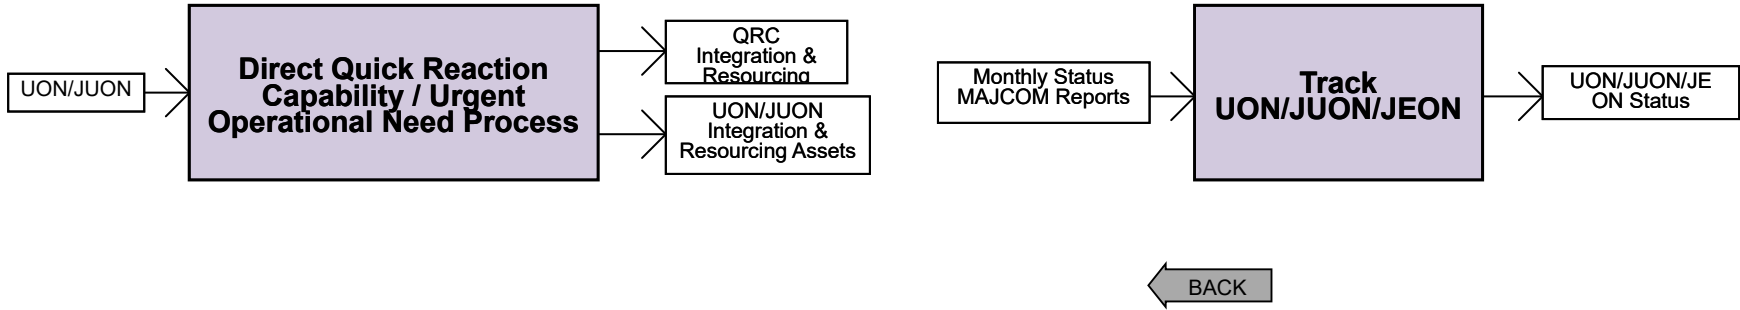 UON/JUON
Direct Quick Reaction
Capability / Urgent
Operational Need Process
QRC
Integration &
Resourcing
UON/JUON
Integration &
Resourcing Assets
Monthly Status
MAJCOM Reports
Track
UON/JUON/JEON
UON/JUON/JE
ON Status
BACK